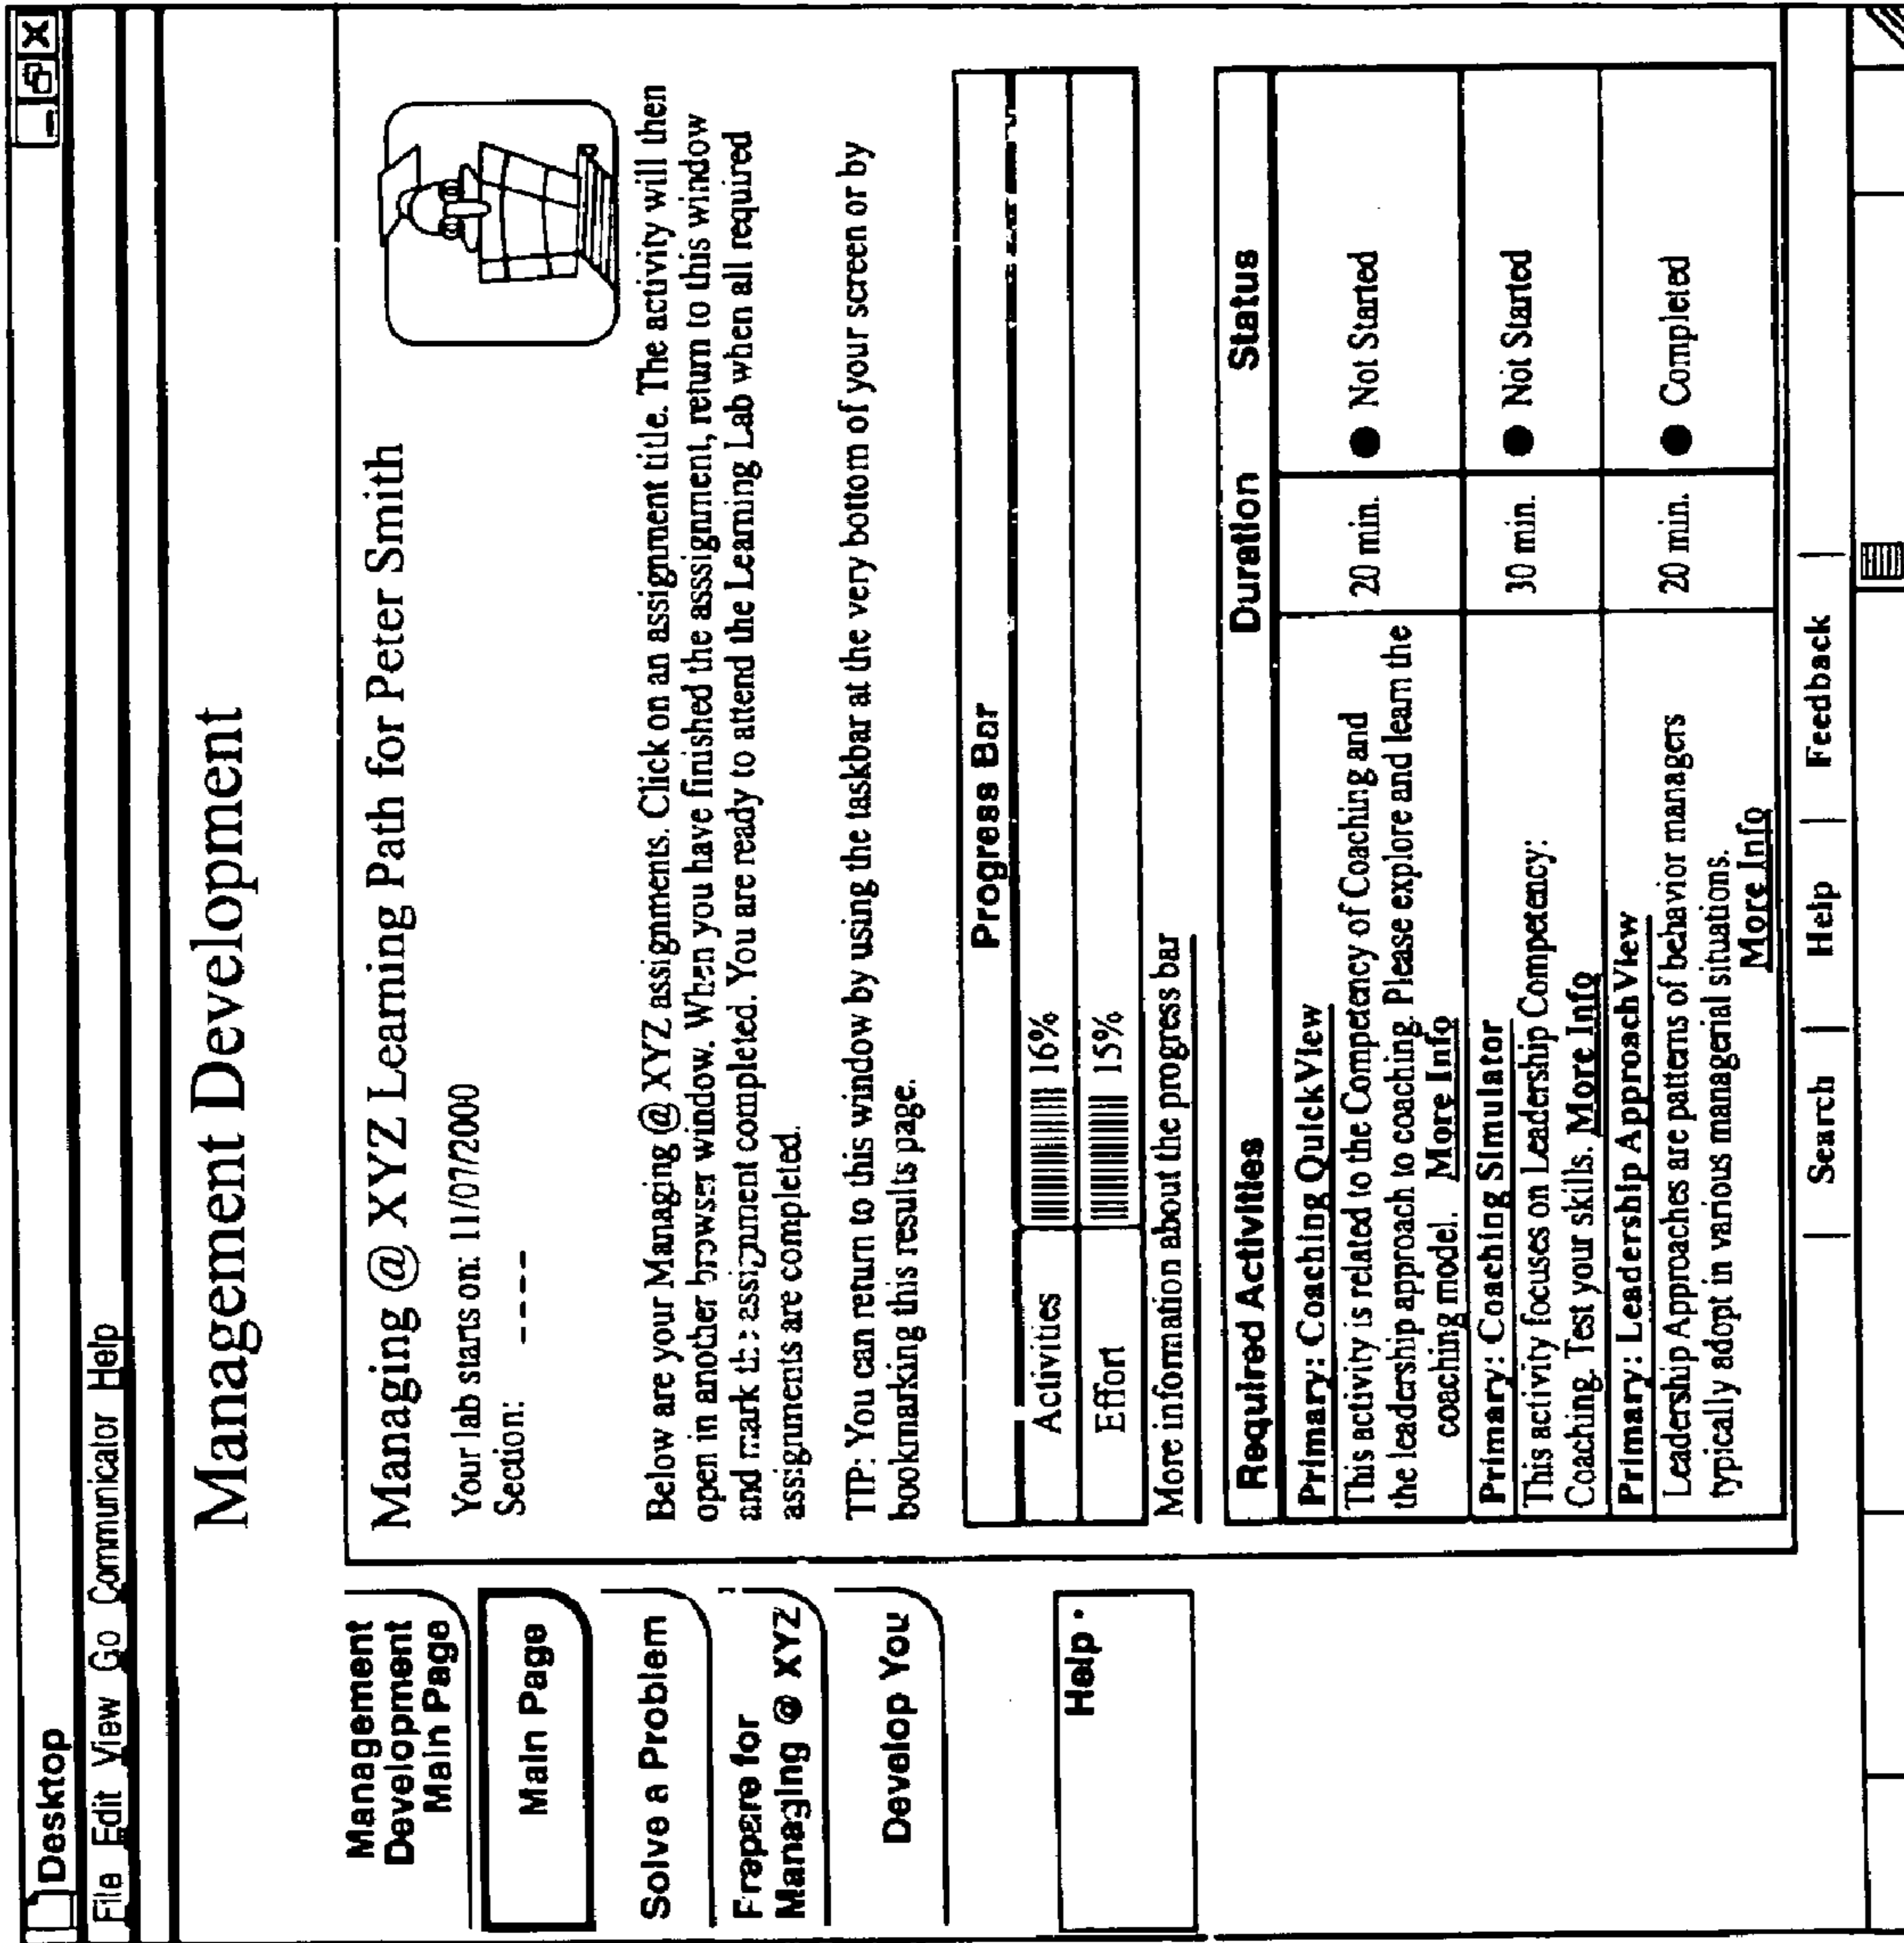 Desktop
File Edit View Go Communicator Help
Management Development
Management
Development
Main Page
Main Page
Solve a Problem
Prepare for
Managing @ XYZ
Develop You
Help
Managing @ XYZ Learning Path for Peter Smith
Your lab starts on: 11/07/2000
Section: ----
Below are your Managing @ XYZ assignments. Click on an assignment title. The activity will then
open in another browser window. When you have finished the asssignment, return to this window
and mark the assignment completed. You are ready to attend the Learning Lab when all required
assignments are completed.
TIP: You can return to this window by using the taskbar at the very bottom of your screen or by
bookmarking this results page.
Progress Bar
Activities 16%
Effort 15%
More information about the progress bar
Required Activities Duration Status
Primary: Coaching QuickView
This activity is related to the Competency of Coaching and
the leadership approach to coaching. Please explore and learn the
coaching model. More Info
20 min. Not Started
Primary: Coaching Simulator
This activity focuses on Leadership Competency:
Coaching. Test your skills. More Info
30 min. Not Started
Primary: Leadership Approach View
Leadership Approaches are patterns of behavior managers
typically adopt in various managerial situations.
More Info
20 min. Completed
Search | Help | Feedback